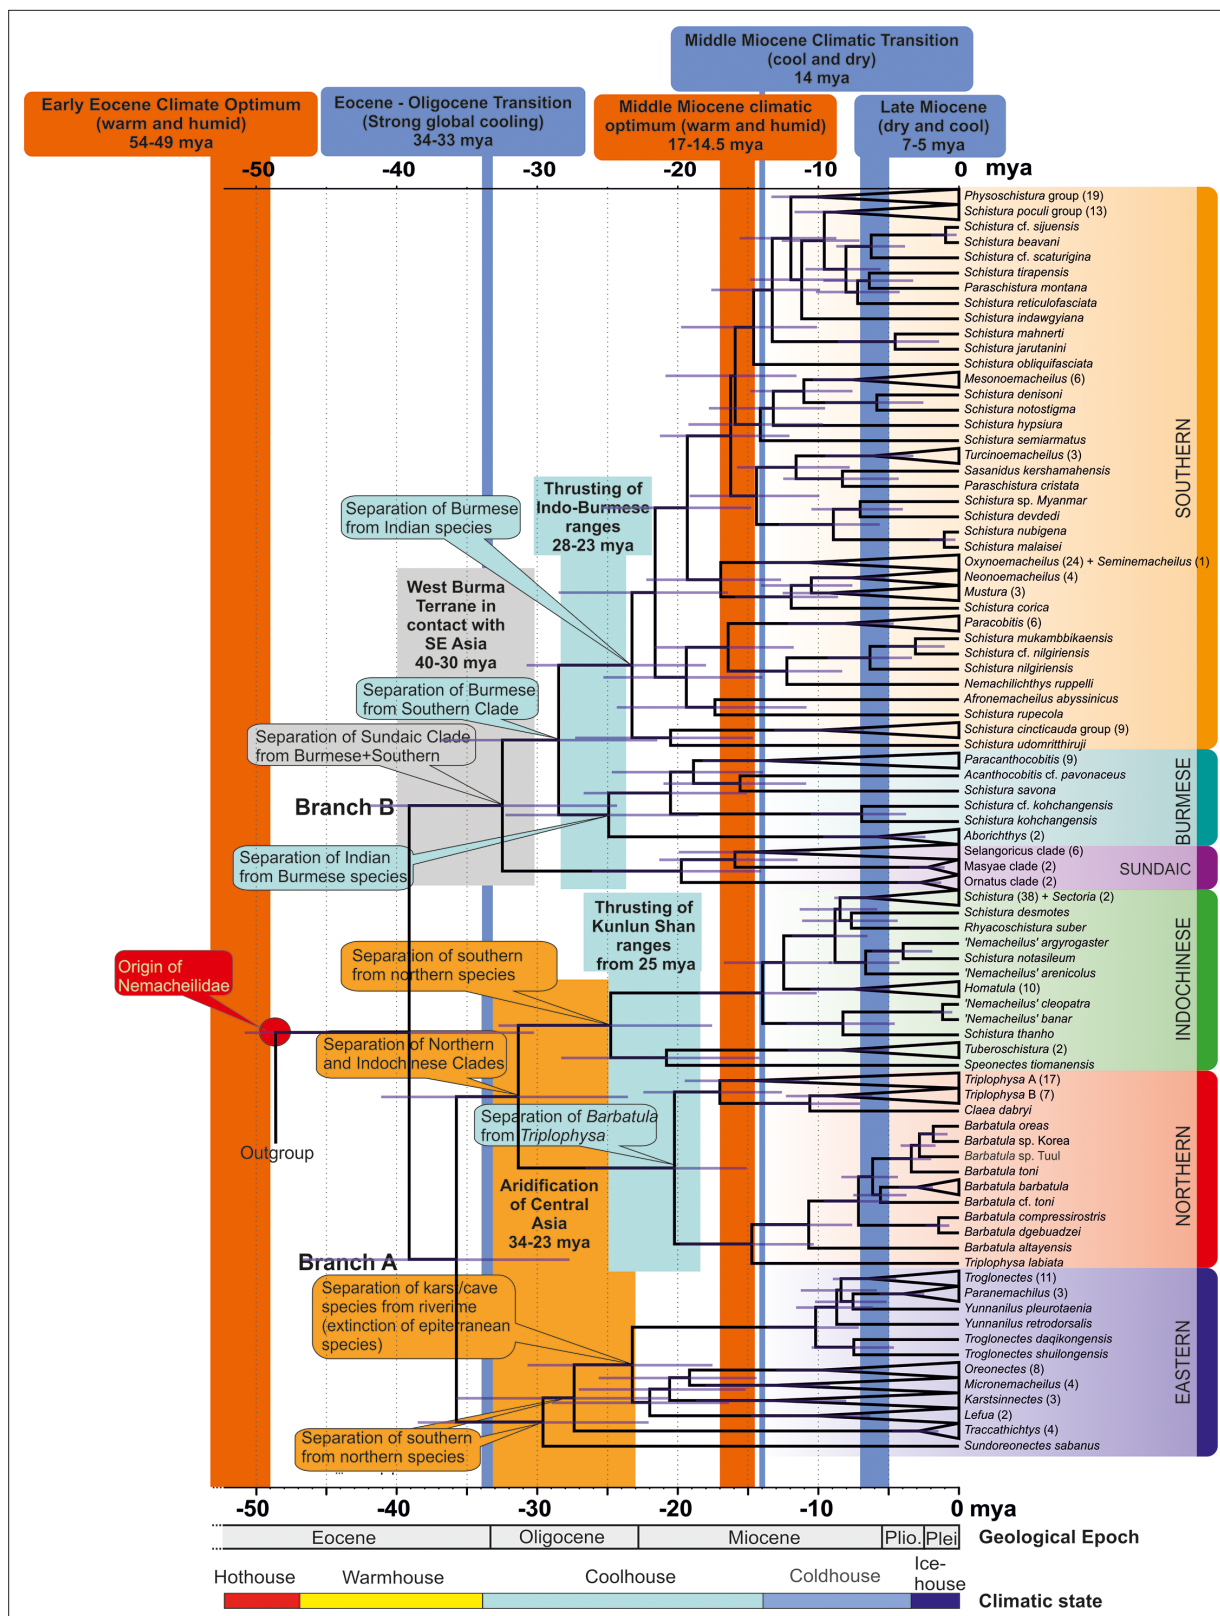 Middle Miocene Climatic Transition
(cool and dry)
14 mya
Early Eocene Climate Optimum
(warm and humid)
54-49 mya
Eocene - Oligocene Transition
(Strong global cooling)
34-33 mya
Middle Miocene climatic
optimum (warm and humid)
17-14.5 mya
Late Miocene
(dry and cool)
7-5 mya
-50 -40 -30 -20 -10 0 mya
Physoschistura group (19)
Schistura poculi group (13)
Schistura cf. sijuensis
Schistura beavani
Schistura cf. scaturigina
Schistura tirapensis
Paraschistura montana
Schistura reticulofasciata
Schistura indawgyiana
Schistura mahnerti
Schistura jarutanini
Schistura obliquifasciata
Mesonoemacheilus (6)
Schistura denisoni
Schistura notostigma
Schistura hypsiura
Schistura semiarmatus
Turcinoemacheilus (3)
Sasanidus kershamahensis
Paraschistura cristata
Schistura sp. Myanmar
Schistura devdedi
Schistura nubigena
Schistura malaisei
Oxynoemacheilus (24) + Seminemacheilus (1)
Neonoemacheilus (4)
Mustura (3)
Schistura corica
Paracobitis (6)
Schistura mukambbikaensis
Schistura cf. nilgiriensis
Schistura nilgiriensis
Nemachilichthys ruppelli
Afronemacheilus abyssinicus
Schistura rupecola
Schistura cincticauda group (9)
Schistura udomritthiruji
SOUTHERN
Paracanthocobitis (9)
Acanthocobitis cf. pavonaceus
Schistura savona
Schistura cf. kohchangensis
Schistura kohchangensis
Aborichthys (2)
BURMESE
Selangoricus clade (6)
Masyae clade (2)
Ornatus clade (2)
SUNDAIC
Schistura (38) + Sectoria (2)
Schistura desmotes
Rhyacoschistura suber
'Nemacheilus' argyrogaster
Schistura notasileum
'Nemacheilus' arenicolus
Homatula (10)
'Nemacheilus' cleopatra
'Nemacheilus' banar
Schistura thanho
Tuberoschistura (2)
Speonectes tiomanensis
INDOCHINESE
Triplophysa A (17)
Triplophysa B (7)
Claea dabryi
Barbatula oreas
Barbatula sp. Korea
Barbatula sp. Tuul
Barbatula toni
Barbatula barbatula
Barbatula cf. toni
Barbatula compressirostris
Barbatula dgebuadzei
Barbatula altayensis
Triplophysa labiata
NORTHERN
Troglonectes (11)
Paranemachilus (3)
Yunnanilus pleurotaenia
Yunnanilus retrodorsalis
Troglonectes daqikongensis
Troglonectes shuilongensis
Oreonectes (8)
Micronemacheilus (4)
Karstsinnectes (3)
Lefua (2)
Traccathichtys (4)
Sundoreonectes sabanus
EASTERN
Thrusting of
Indo-Burmese
ranges
28-23 mya
Separation of Burmese
from Indian species
West Burma
Terrane in
contact with
SE Asia
40-30 mya
Separation of Burmese
from Southern Clade
Separation of Sundaic Clade
from Burmese+Southern
Branch B
Separation of Indian
from Burmese species
Thrusting of
Kunlun Shan
ranges
from 25 mya
Separation of southern
from northern species
Origin of
Nemacheilidae
Separation of Northern
and Indochinese Clades
Separation of Barbatula
from Triplophysa
Outgroup
Aridification
of Central
Asia
34-23 mya
Branch A
Separation of kars/cave
species from riverime
(extinction of epiterranean
species)
Separation of southern
from northern species
-50 -40 -30 -20 -10 0 mya
Eocene Oligocene Miocene Plio. Plei Geological Epoch
Hothouse Warmhouse Coolhouse Coldhouse Ice-
house Climatic state